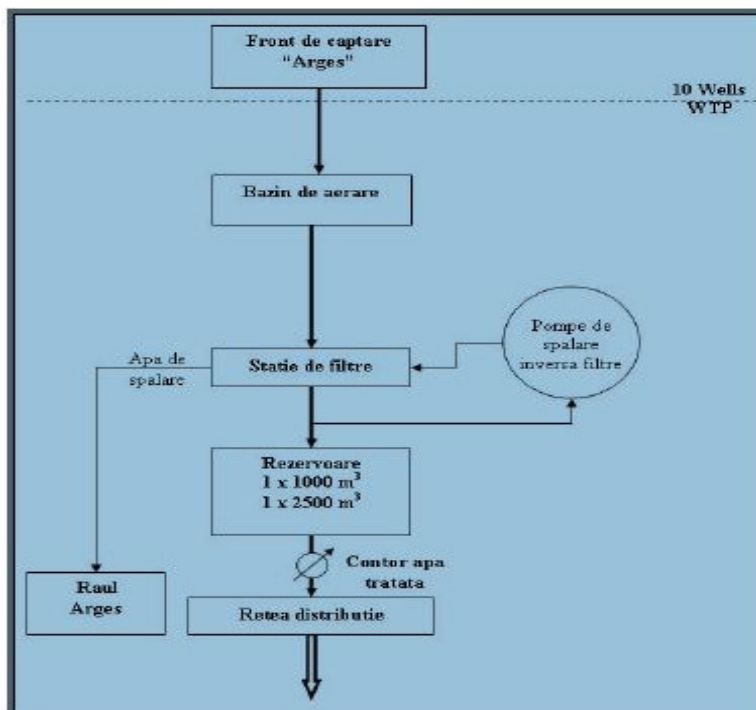 Front de captare
“Arges”
10 Wells
WTP
Bazin de aerare
Pompe de
spalare
inversa filtre
Apa de
spalare
Statie de filtre
Rezervoare
1 x 1000 m³
1 x 2500 m³
Contor apa
tratata
Raul
Arges
Retea distributie